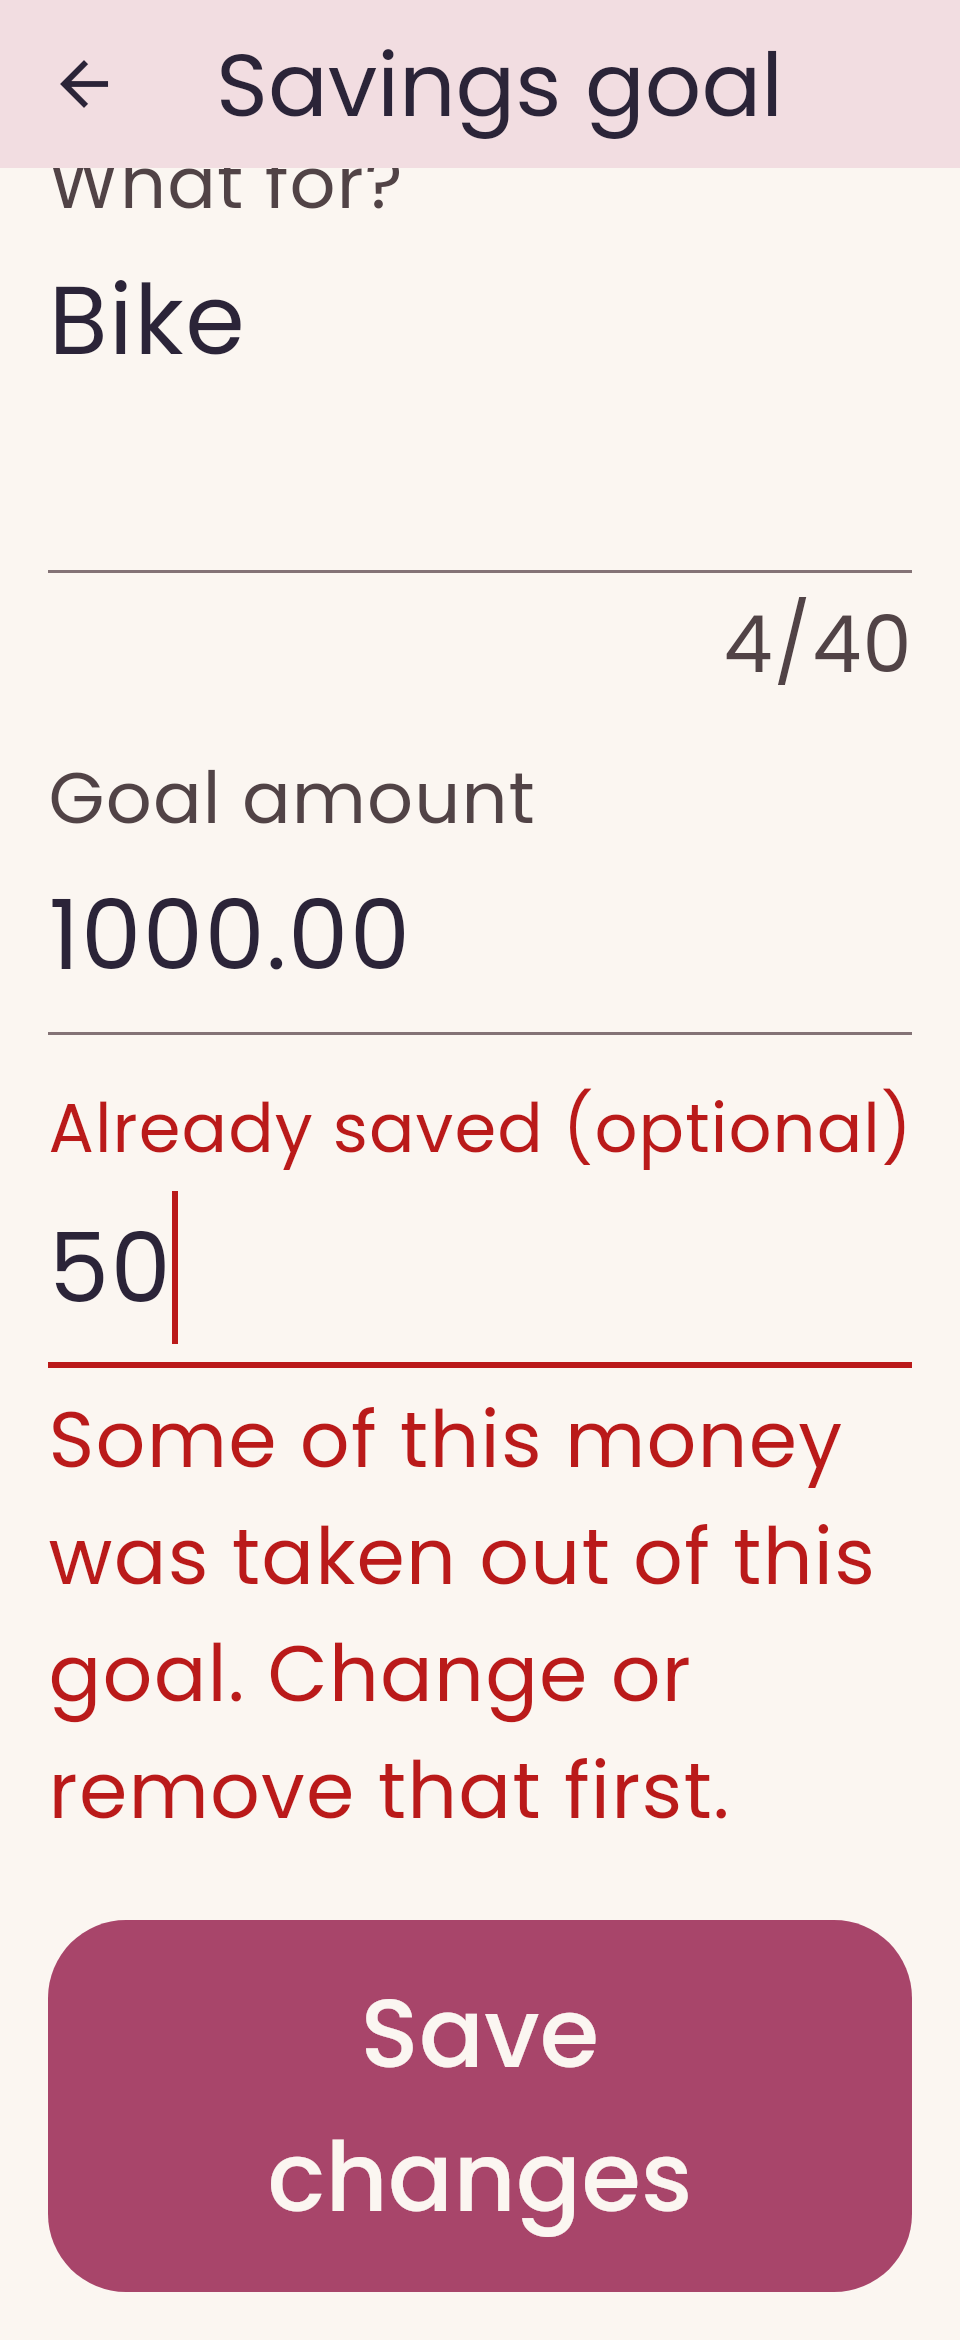 Savings goal
What for?
Bike
4/40
Goal amount
1000.00
Already saved (optional)
50
Some of this money
was taken out of this
goal. Change or
remove that first.
Save
changes